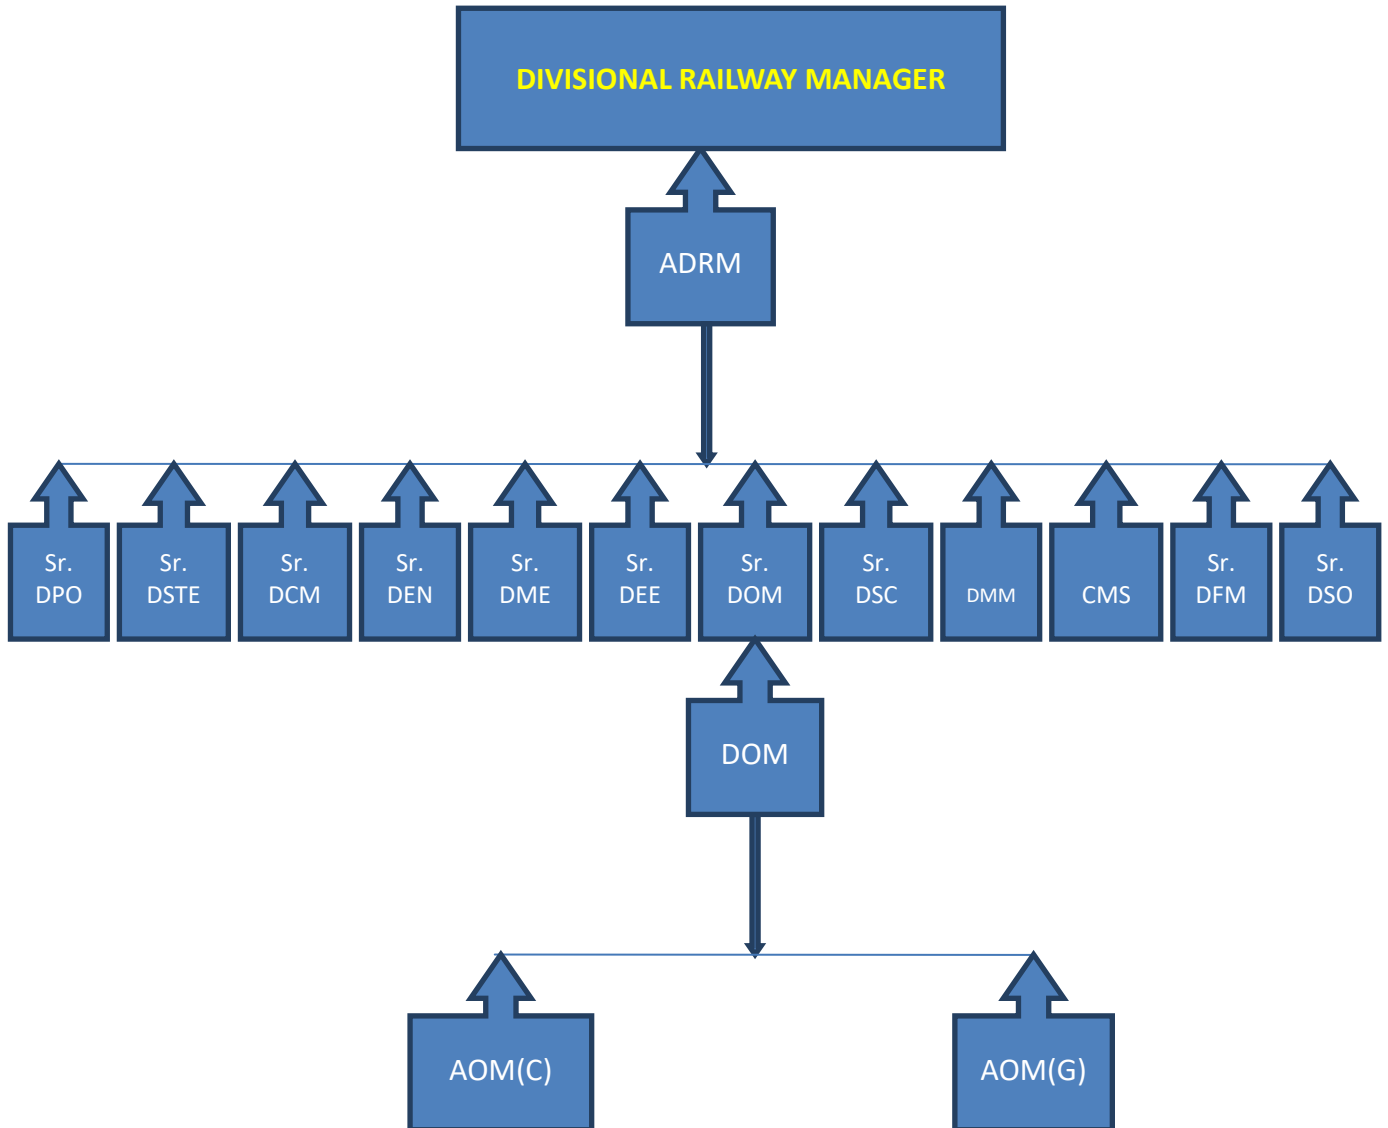 DIVISIONAL RAILWAY MANAGER
ADRM
Sr.
DPO
Sr.
DSTE
Sr.
DCM
Sr.
DEN
Sr.
DME
Sr.
DEE
Sr.
DOM
Sr.
DSC
DMM
CMS
Sr.
DFM
Sr.
DSO
DOM
AOM(C)
AOM(G)